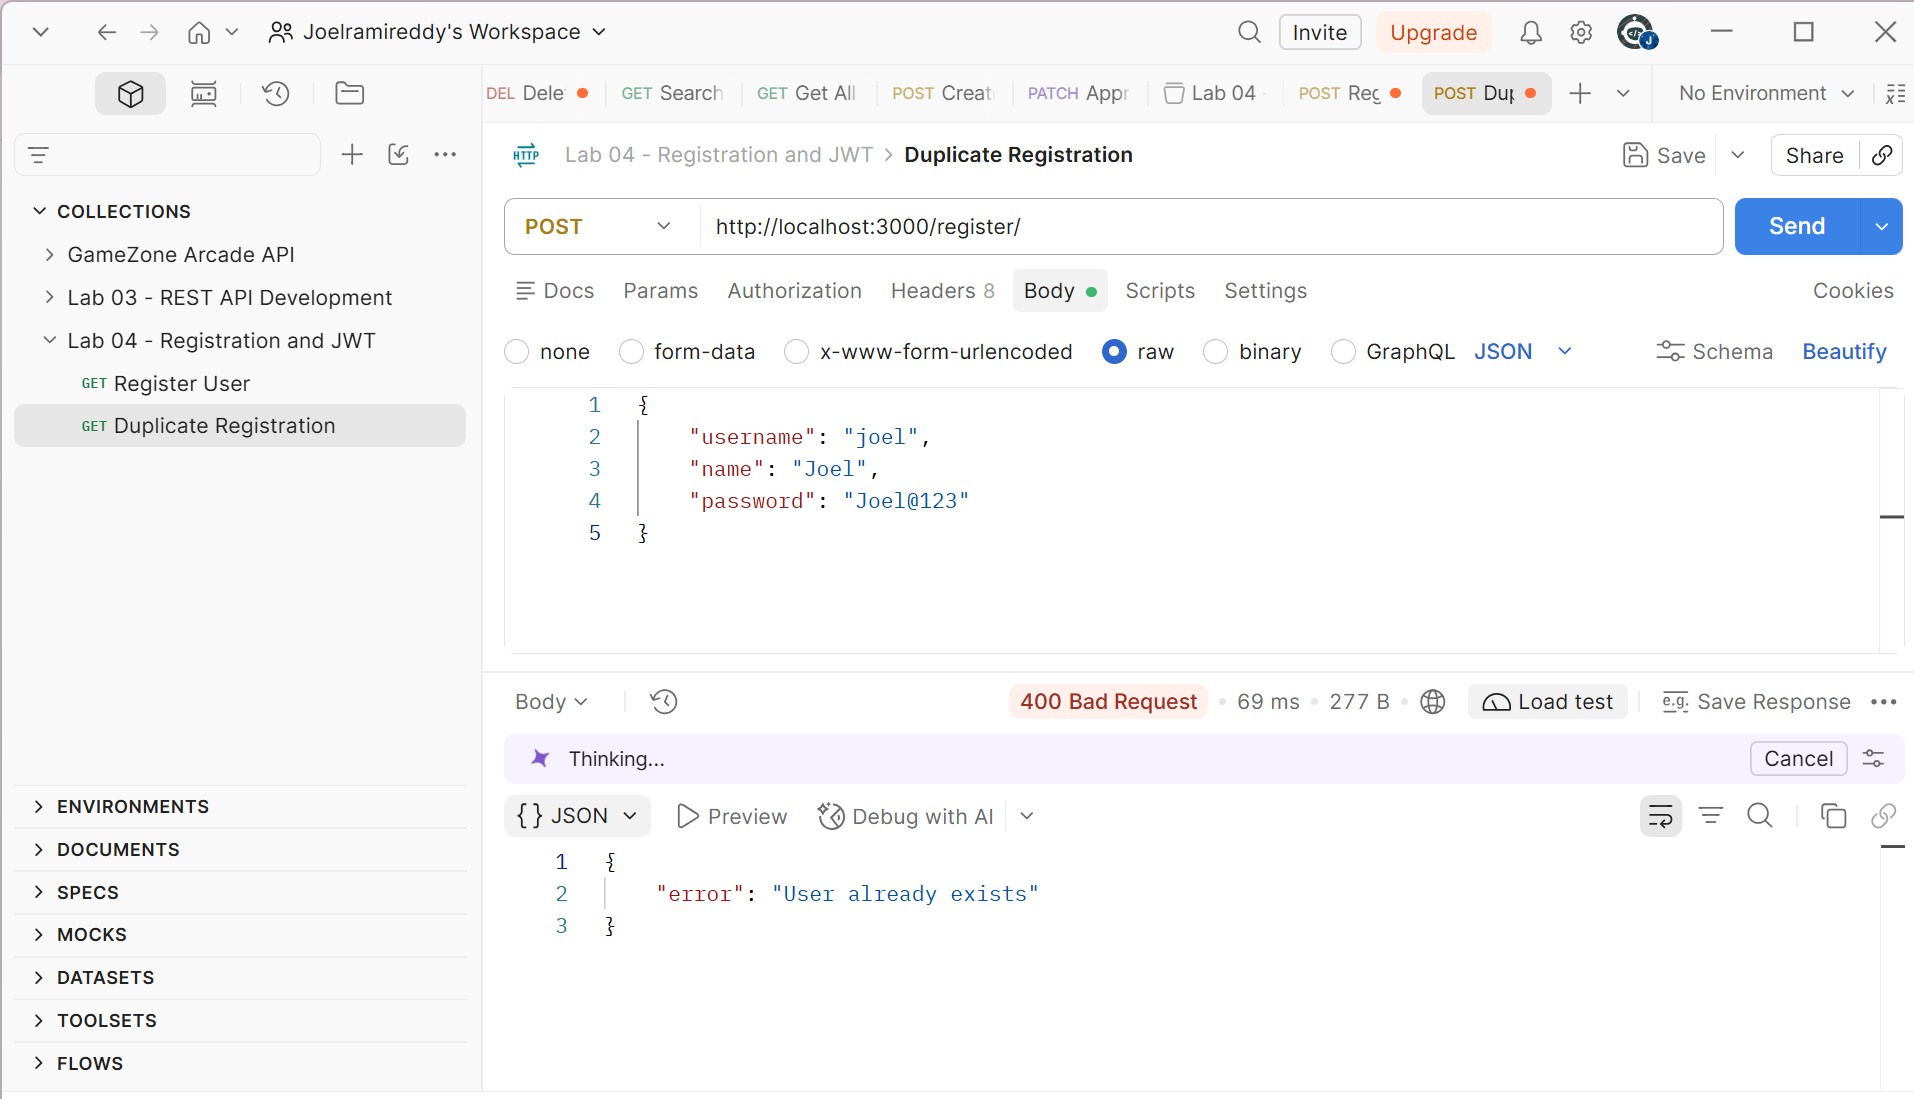 Joelramireddy's Workspace
Invite
Upgrade
J
DEL Dele
GET Search
GET Get All
POST Creat
PATCH Appr
Lab 04
POST Reg
POST Dup
No Environment
HTTP
Lab 04 - Registration and JWT > Duplicate Registration
Save
Share
COLLECTIONS
GameZone Arcade API
Lab 03 - REST API Development
Lab 04 - Registration and JWT
GET Register User
GET Duplicate Registration
ENVIRONMENTS
DOCUMENTS
SPECS
MOCKS
DATASETS
TOOLSETS
FLOWS
POST
http://localhost:3000/register/
Send
Docs Params Authorization Headers 8 Body Scripts Settings Cookies
none form-data x-www-form-urlencoded raw binary GraphQL JSON Schema Beautify
1 {
2 "username": "joel",
3 "name": "Joel",
4 "password": "Joel@123"
5 }
Body
400 Bad Request • 69 ms • 277 B
Load test
e.g. Save Response
Thinking...
Cancel
{} JSON
Preview
Debug with AI
1 {
2 "error": "User already exists"
3 }